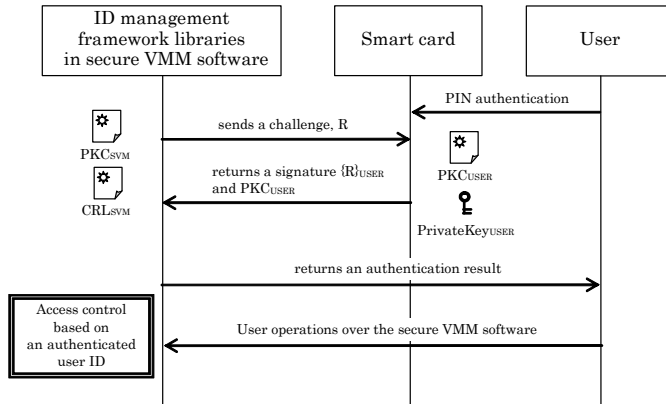 ID management
framework libraries
in secure VMM software
Smart card
User
PIN authentication
sends a challenge, R
PKCSVM
PKCUSER
returns a signature {R}USER
and PKCUSER
CRLSVM
PrivateKeyUSER
returns an authentication result
Access control
based on
an authenticated
user ID
User operations over the secure VMM software